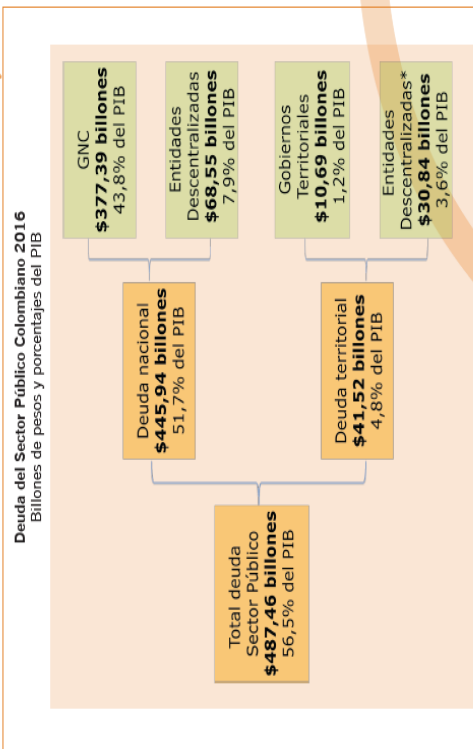 Deuda del Sector Público Colombiano 2016
Billones de pesos y porcentajes del PIB
Total deuda
Sector Público
$487,46 billones
56,5% del PIB
Deuda nacional
$445,94 billones
51,7% del PIB
Deuda territorial
$41,52 billones
4,8% del PIB
GNC
$377,39 billones
43,8% del PIB
Entidades
Descentralizadas
$68,55 billones
7,9% del PIB
Gobiernos
Territoriales
$10,69 billones
1,2% del PIB
Entidades
Descentralizadas*
$30,84 billones
3,6% del PIB